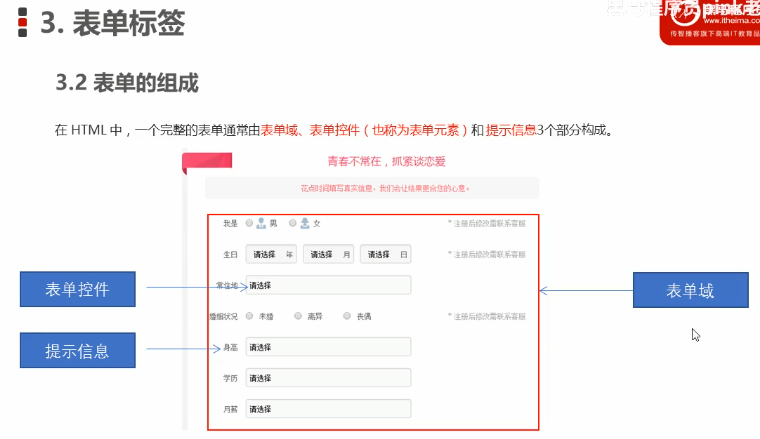 3. 表单标签
www.itheima.com
传智播客旗下高端IT教育品
3.2 表单的组成
在 HTML 中，一个完整的表单通常由表单域、表单控件（也称为表单元素）和 提示信息3个部分构成。
青春不常在，抓紧谈恋爱
花点时间填写真实信息，我们会让结果更合您的心意。
我是 男 女 * 注册后修改需联系客服
生日 请选择 年 请选择 月 请选择 日 * 注册后修改需联系客服
表单控件
常住地 请选择
表单域
婚姻状况 未婚 离异 丧偶 * 注册后修改需联系客服
提示信息
身高 请选择
学历 请选择
月薪 请选择